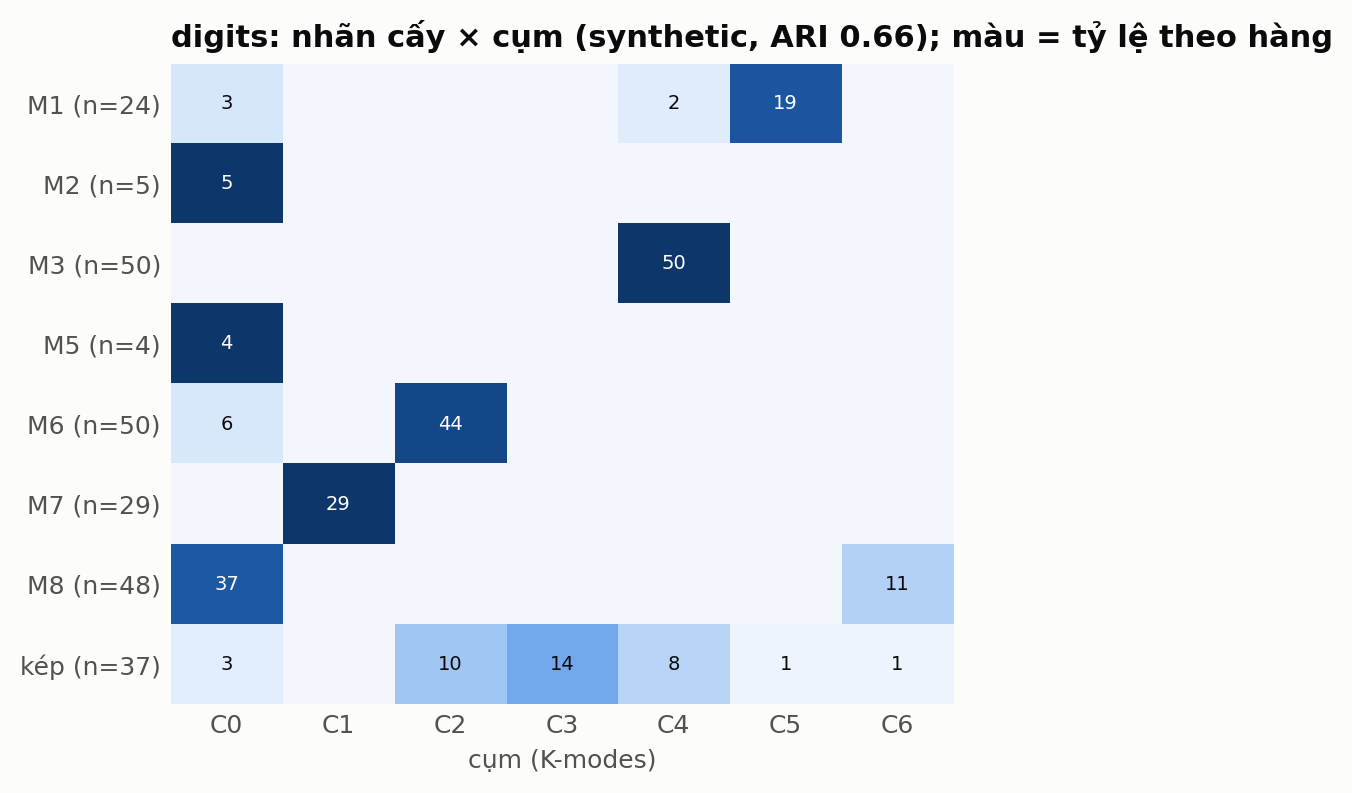 digits: nhãn cấy × cụm (synthetic, ARI 0.66); màu = tỷ lệ theo hàng
M1 (n=24) 3 2 19
M2 (n=5) 5
M3 (n=50) 50
M5 (n=4) 4
M6 (n=50) 6 44
M7 (n=29) 29
M8 (n=48) 37 11
kép (n=37) 3 10 14 8 1 1
C0 C1 C2 C3 C4 C5 C6
cụm (K-modes)